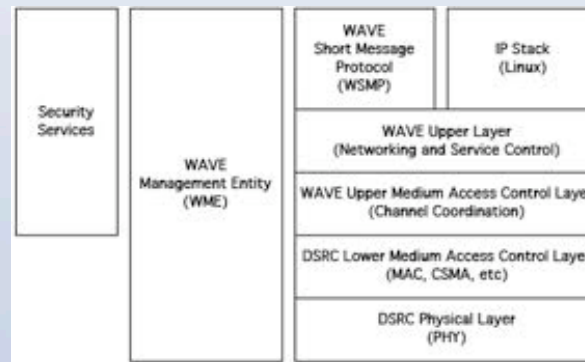 Security
Services
WAVE
Management Entity
(WME)
WAVE
Short Message
Protocol
(WSMP)
IP Stack
(Linux)
WAVE Upper Layer
(Networking and Service Control)
WAVE Upper Medium Access Control Laye
(Channel Coordination)
DSRC Lower Medium Access Control Laye
(MAC, CSMA, etc)
DSRC Physical Layer
(PHY)